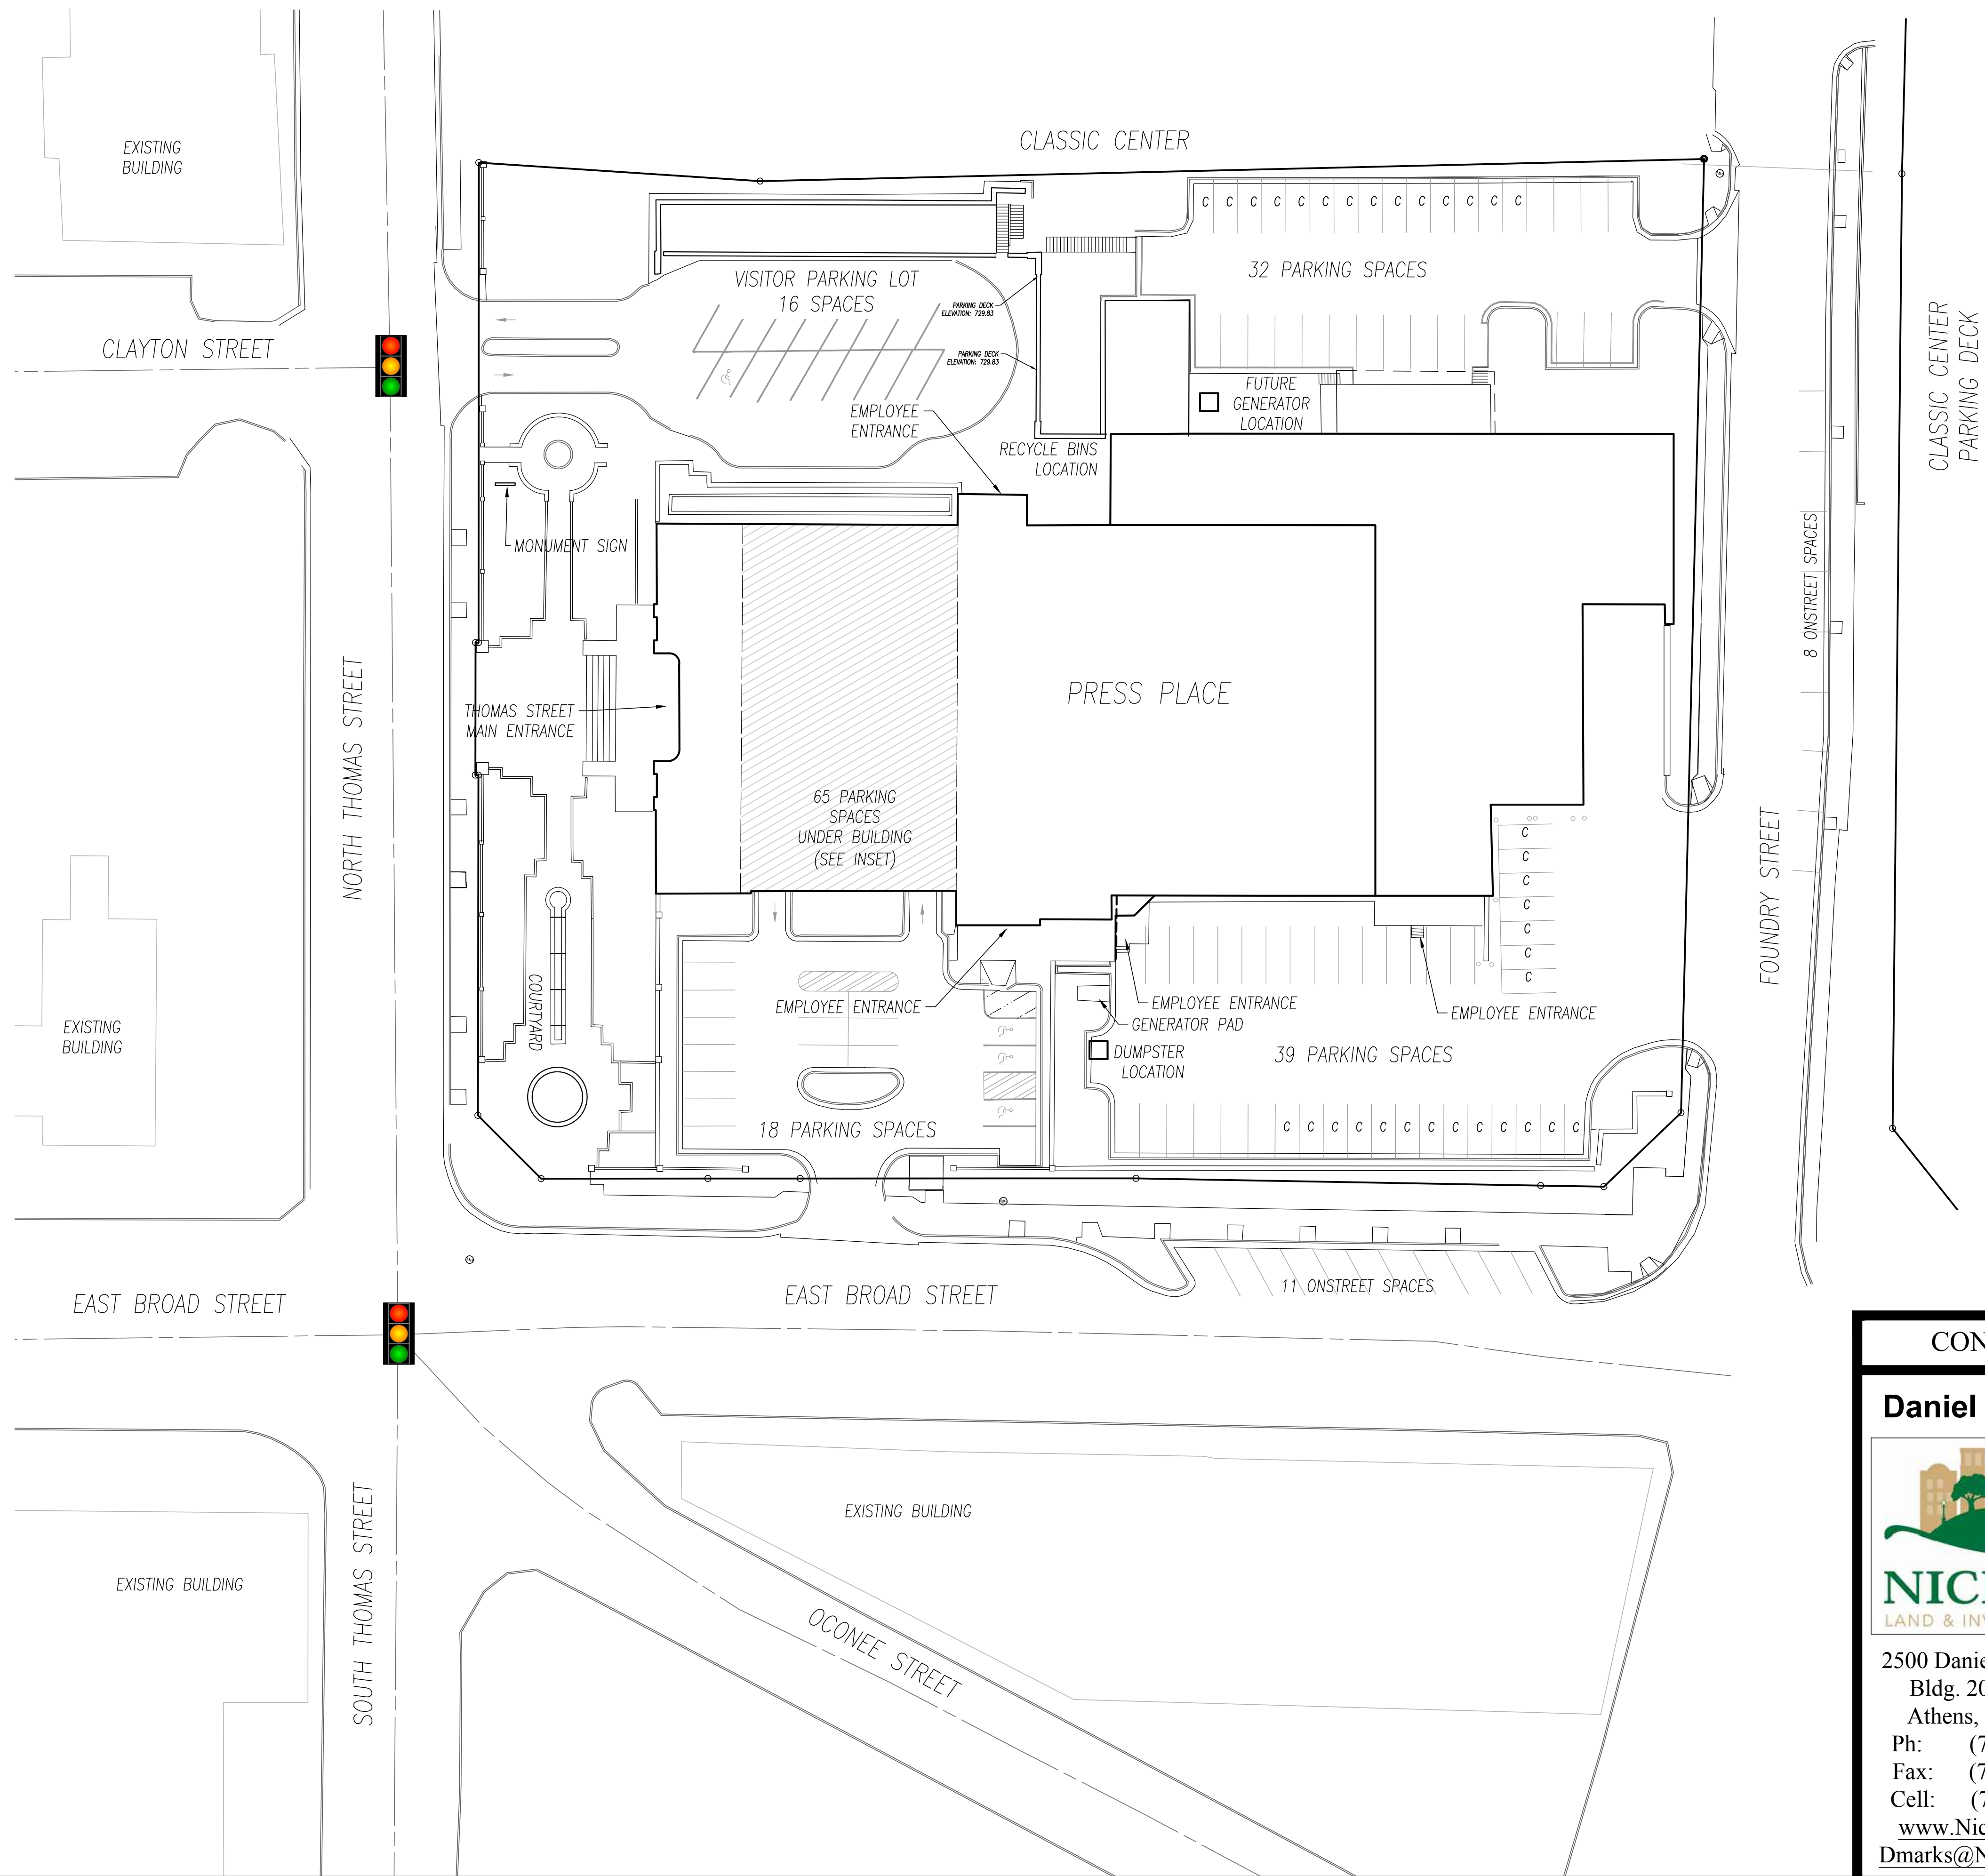 CLASSIC CENTER
EXISTING
BUILDING
C C C C C C C C C C C C C C
32 PARKING SPACES
VISITOR PARKING LOT
16 SPACES
PARKING DECK
ELEVATION: 729.83
PARKING DECK
ELEVATION: 729.83
CLAYTON STREET
CLASSIC CENTER
PARKING DECK
FUTURE
GENERATOR
LOCATION
EMPLOYEE
ENTRANCE
RECYCLE BINS
LOCATION
MONUMENT SIGN
8 ONSTREET SPACES
NORTH THOMAS STREET
THOMAS STREET
MAIN ENTRANCE
PRESS PLACE
65 PARKING
SPACES
UNDER BUILDING
(SEE INSET)
C
C
C
C
C
C
C
FOUNDRY STREET
COURTYARD
EMPLOYEE ENTRANCE
EMPLOYEE ENTRANCE
GENERATOR PAD
EMPLOYEE ENTRANCE
DUMPSTER
LOCATION
39 PARKING SPACES
EXISTING
BUILDING
18 PARKING SPACES
C C C C C C C C C C C C C
EAST BROAD STREET
EAST BROAD STREET
11 ONSTREET SPACES
EXISTING BUILDING
EXISTING BUILDING
SOUTH THOMAS STREET
OCONEE STREET
Daniel
LAND &
2500
Bldg.
Athens,
Ph:
Fax:
Cell: